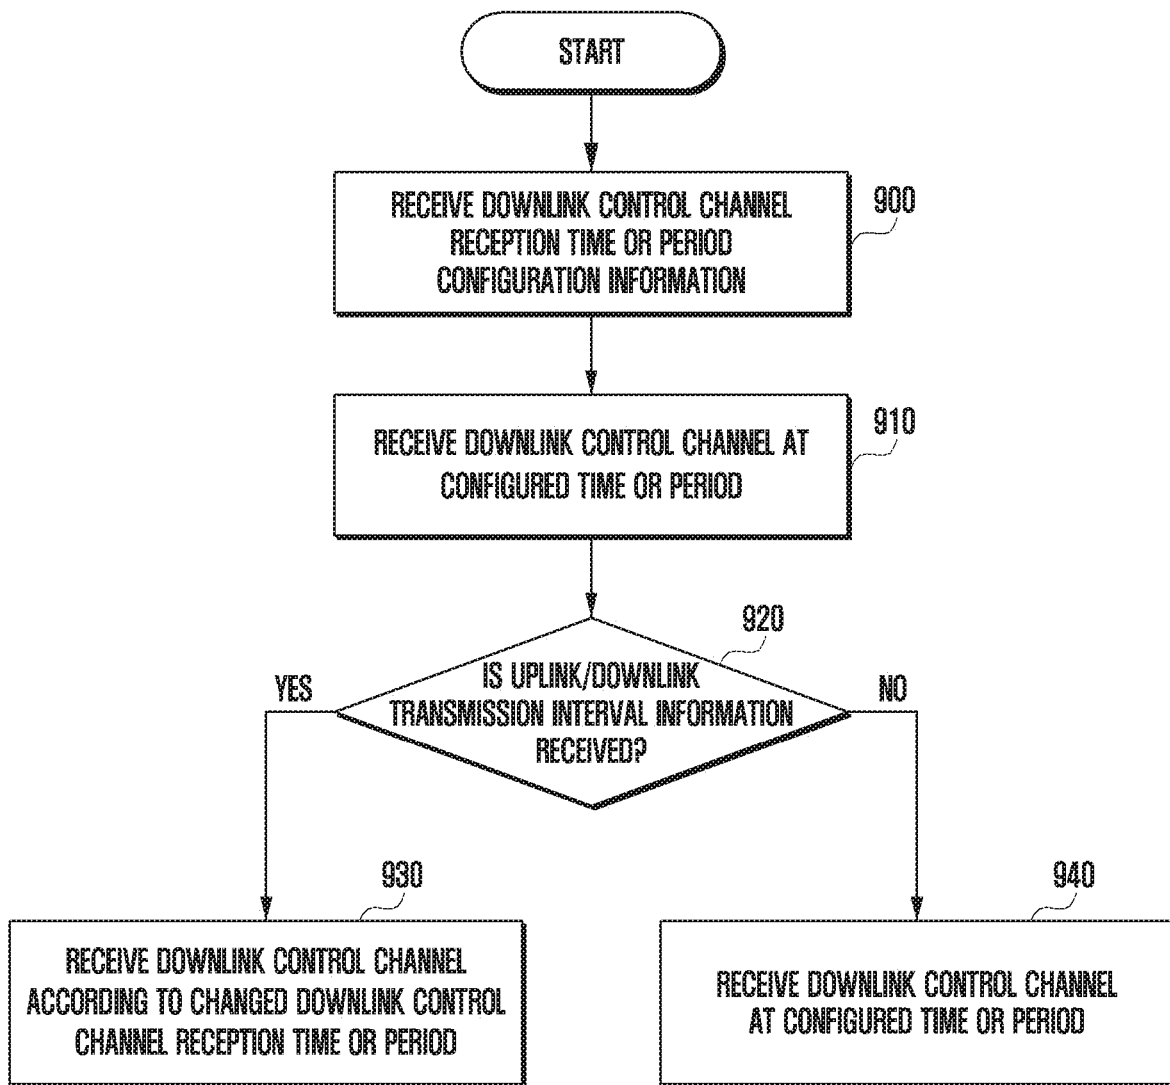 START
RECEIVE DOWNLINK CONTROL CHANNEL
RECEPTION TIME OR PERIOD
CONFIGURATION INFORMATION
900
RECEIVE DOWNLINK CONTROL CHANNEL AT
CONFIGURED TIME OR PERIOD
910
920
IS UPLINK/DOWNLINK
TRANSMISSION INTERVAL INFORMATION
RECEIVED?
YES
NO
930
RECEIVE DOWNLINK CONTROL CHANNEL
ACCORDING TO CHANGED DOWNLINK CONTROL
CHANNEL RECEPTION TIME OR PERIOD
940
RECEIVE DOWNLINK CONTROL CHANNEL
AT CONFIGURED TIME OR PERIOD